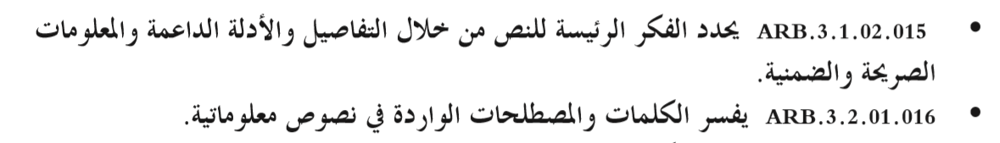 • ARB.3.1.02.015 يحدد الفكر الرئيسة للنص من خلال التفاصيل والأدلة الداعمة والمعلومات
الصريحة والضمنية.
• ARB.3.2.01.016 يفسر الكلمات والمصطلحات الواردة في نصوص معلوماتية.